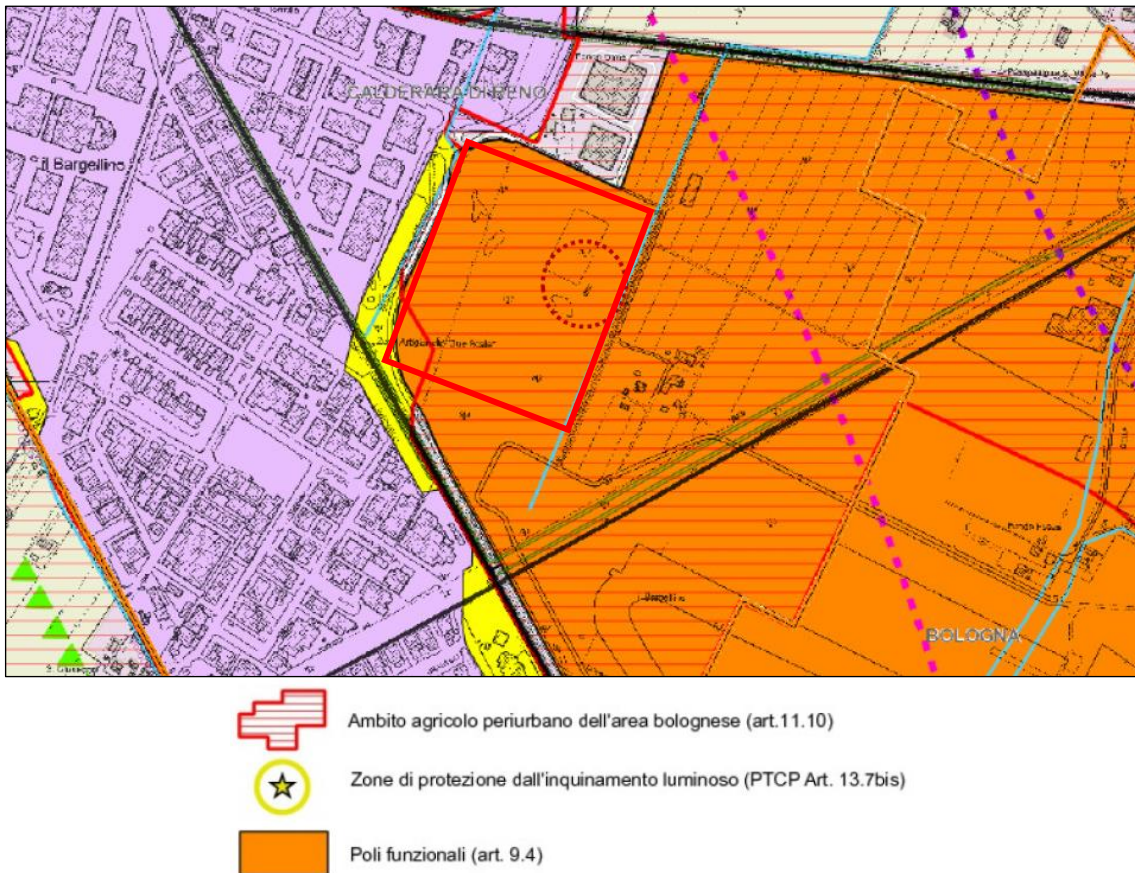 CALDERARA DI RENO
il Bargellino
Bargellino
BOLOGNA
Ambito agricolo periurbano dell'area bolognese (art.11.10)
Zone di protezione dall'inquinamento luminoso (PTCP Art. 13.7bis)
Poli funzionali (art. 9.4)